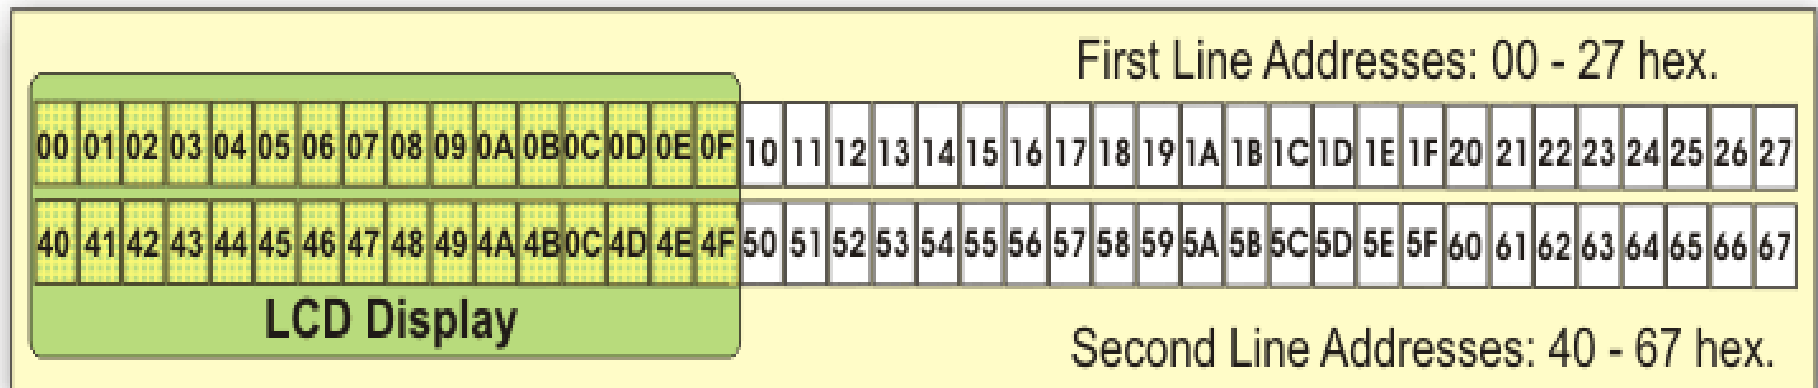 First Line Addresses: 00 - 27 hex.
00 01 02 03 04 05 06 07 08 09 0A 0B 0C 0D 0E 0F 10 11 12 13 14 15 16 17 18 19 1A 1B 1C 1D 1E 1F 20 21 22 23 24 25 26 27
40 41 42 43 44 45 46 47 48 49 4A 4B 0C 4D 4E 4F 50 51 52 53 54 55 56 57 58 59 5A 5B 5C 5D 5E 5F 60 61 62 63 64 65 66 67
LCD Display
Second Line Addresses: 40 - 67 hex.